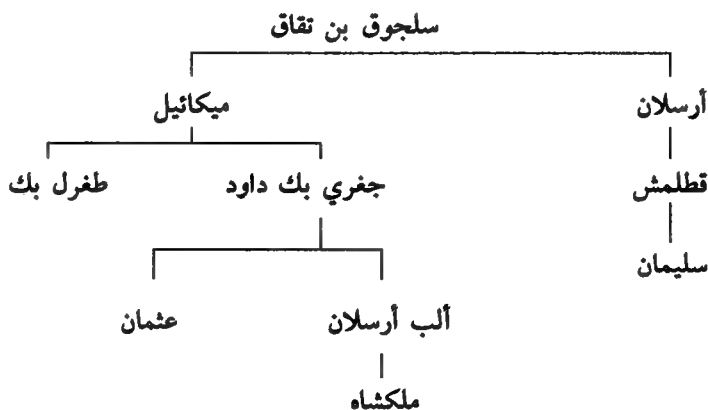 سلجوق بن تقاق
أرسلان
ميكائيل
قطلمش
جغري بك داود
طغرل بك
سليمان
ألب أرسلان
عثمان
ملكشاه